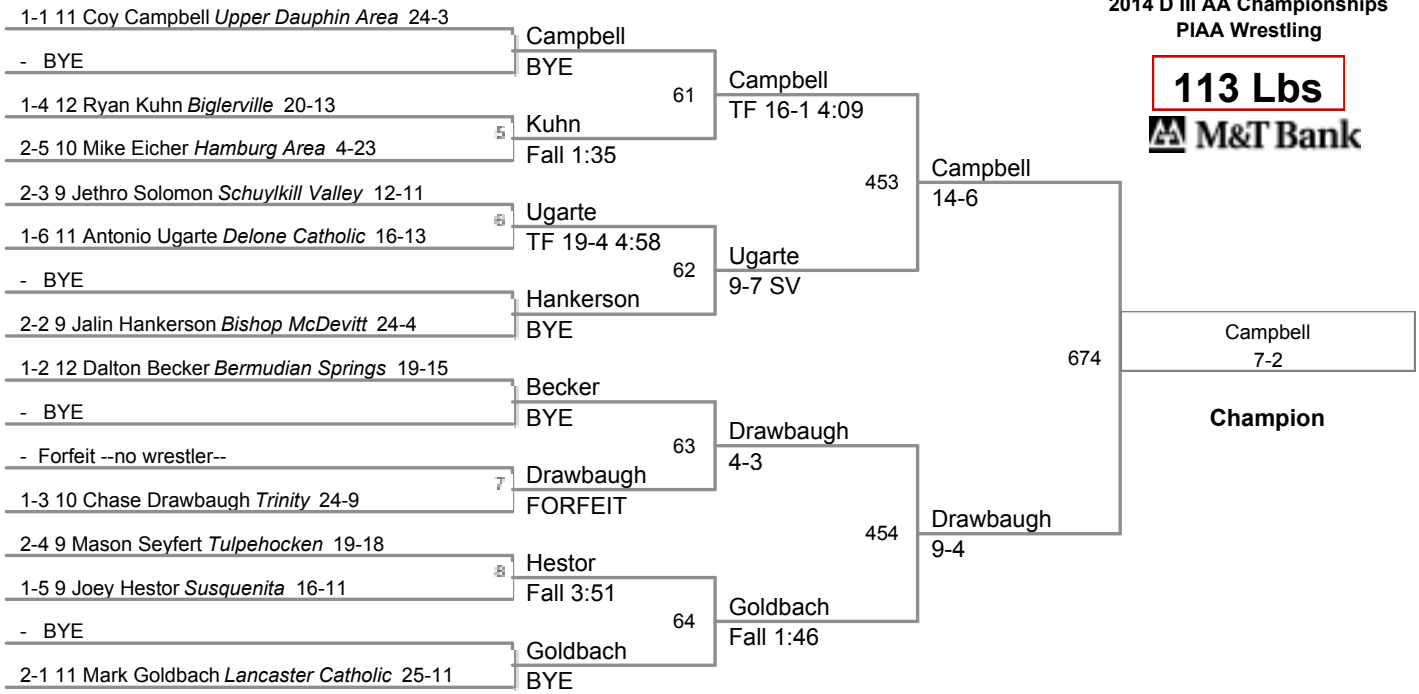 2014 D III AA Championships
PIAA Wrestling
113 Lbs
M&T Bank
1-1 11 Coy Campbell Upper Dauphin Area 24-3
- BYE
1-4 12 Ryan Kuhn Biglerville 20-13
2-5 10 Mike Eicher Hamburg Area 4-23
2-3 9 Jethro Solomon Schuylkill Valley 12-11
1-6 11 Antonio Ugarte Delone Catholic 16-13
- BYE
2-2 9 Jalin Hankerson Bishop McDevitt 24-4
1-2 12 Dalton Becker Bermudian Springs 19-15
- BYE
- Forfeit --no wrestler--
1-3 10 Chase Drawbaugh Trinity 24-9
2-4 9 Mason Seyfert Tulpehocken 19-18
1-5 9 Joey Hestor Susquenita 16-11
- BYE
2-1 11 Mark Goldbach Lancaster Catholic 25-11
Campbell
BYE
5
Kuhn
Fall 1:35
6
Ugarte
TF 19-4 4:58
Hankerson
BYE
Becker
BYE
7
Drawbaugh
FORFEIT
8
Hestor
Fall 3:51
Goldbach
BYE
61
Campbell
TF 16-1 4:09
62
Ugarte
9-7 SV
63
Drawbaugh
4-3
64
Goldbach
Fall 1:46
453
Campbell
14-6
454
Drawbaugh
9-4
674
Campbell
7-2
Champion